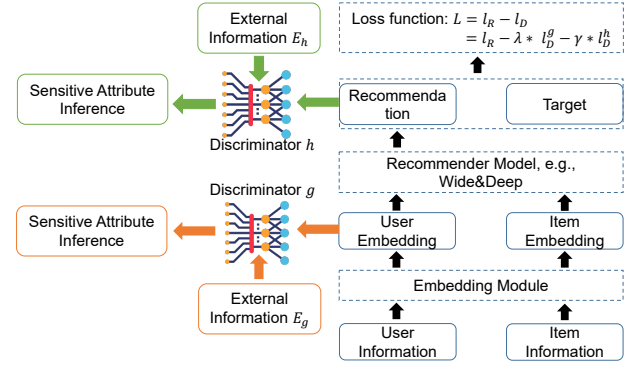 External
Information E_h
Loss function: L = l_R − l_D
= l_R − λ ∗ l_D^g − γ ∗ l_D^h
Sensitive Attribute
Inference
Discriminator h
Recommenda
tion
Target
Recommender Model, e.g.,
Wide&Deep
Discriminator g
Sensitive Attribute
Inference
User
Embedding
Item
Embedding
Embedding Module
External
Information E_g
User
Information
Item
Information